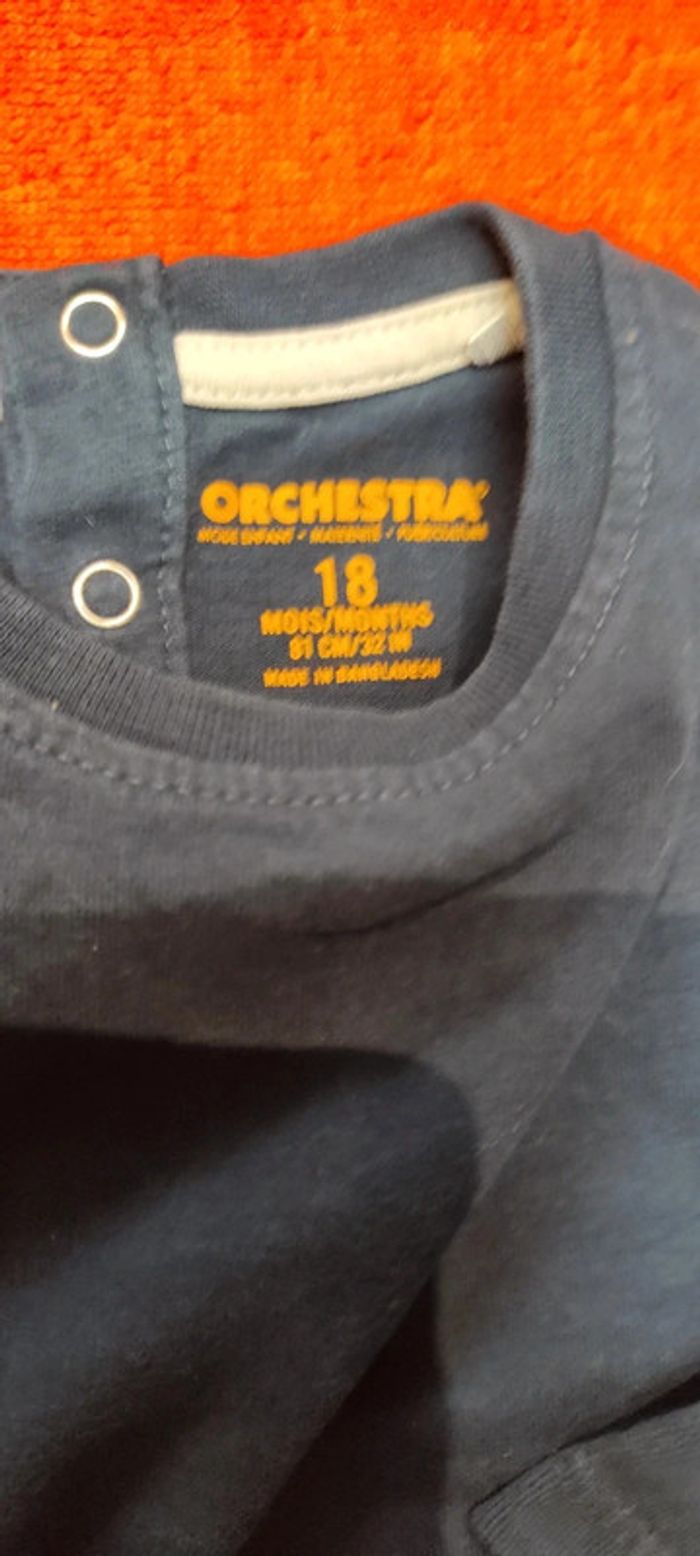 ORCHESTRA
MODE ENFANT / MATERNITÉ / PUÉRICULTURE
18
MOIS/MONTHS
81 CM/32 IN
MADE IN BANGLADESH